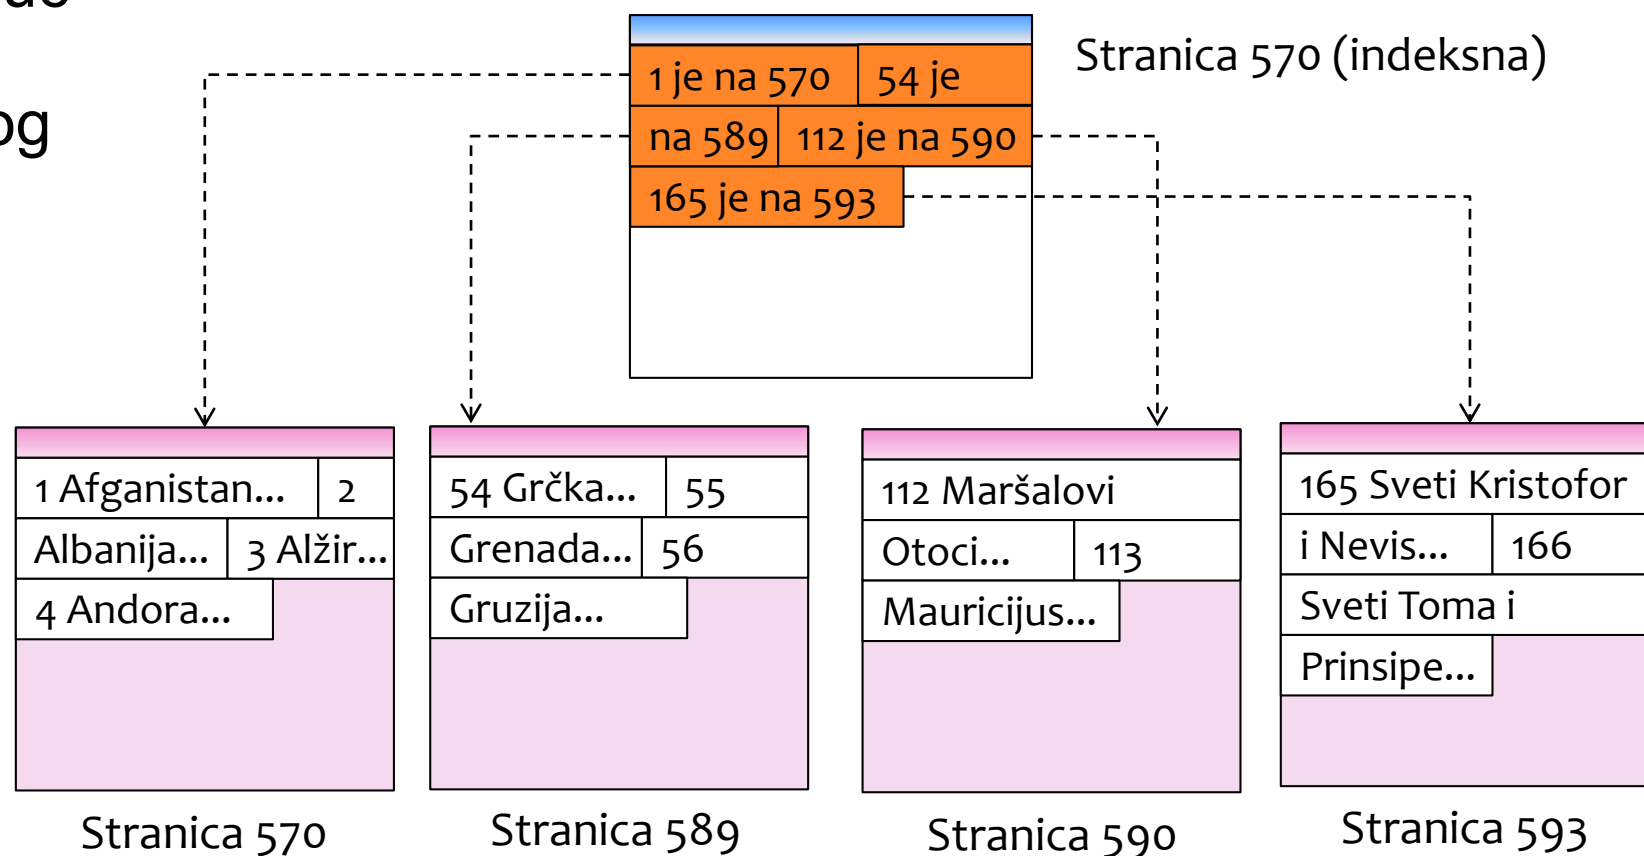 og
Stranica 570 (indeksna)
1 je na 570 54 je
na 589 112 je na 590
165 je na 593
1 Afganistan... 2
Albanija... 3 Alžir...
4 Andora...
Stranica 570
54 Grčka... 55
Grenada... 56
Gruzija...
Stranica 589
112 Maršalovi
Otoci... 113
Mauricijus...
Stranica 590
165 Sveti Kristofor
i Nevis... 166
Sveti Toma i
Prinsipe...
Stranica 593